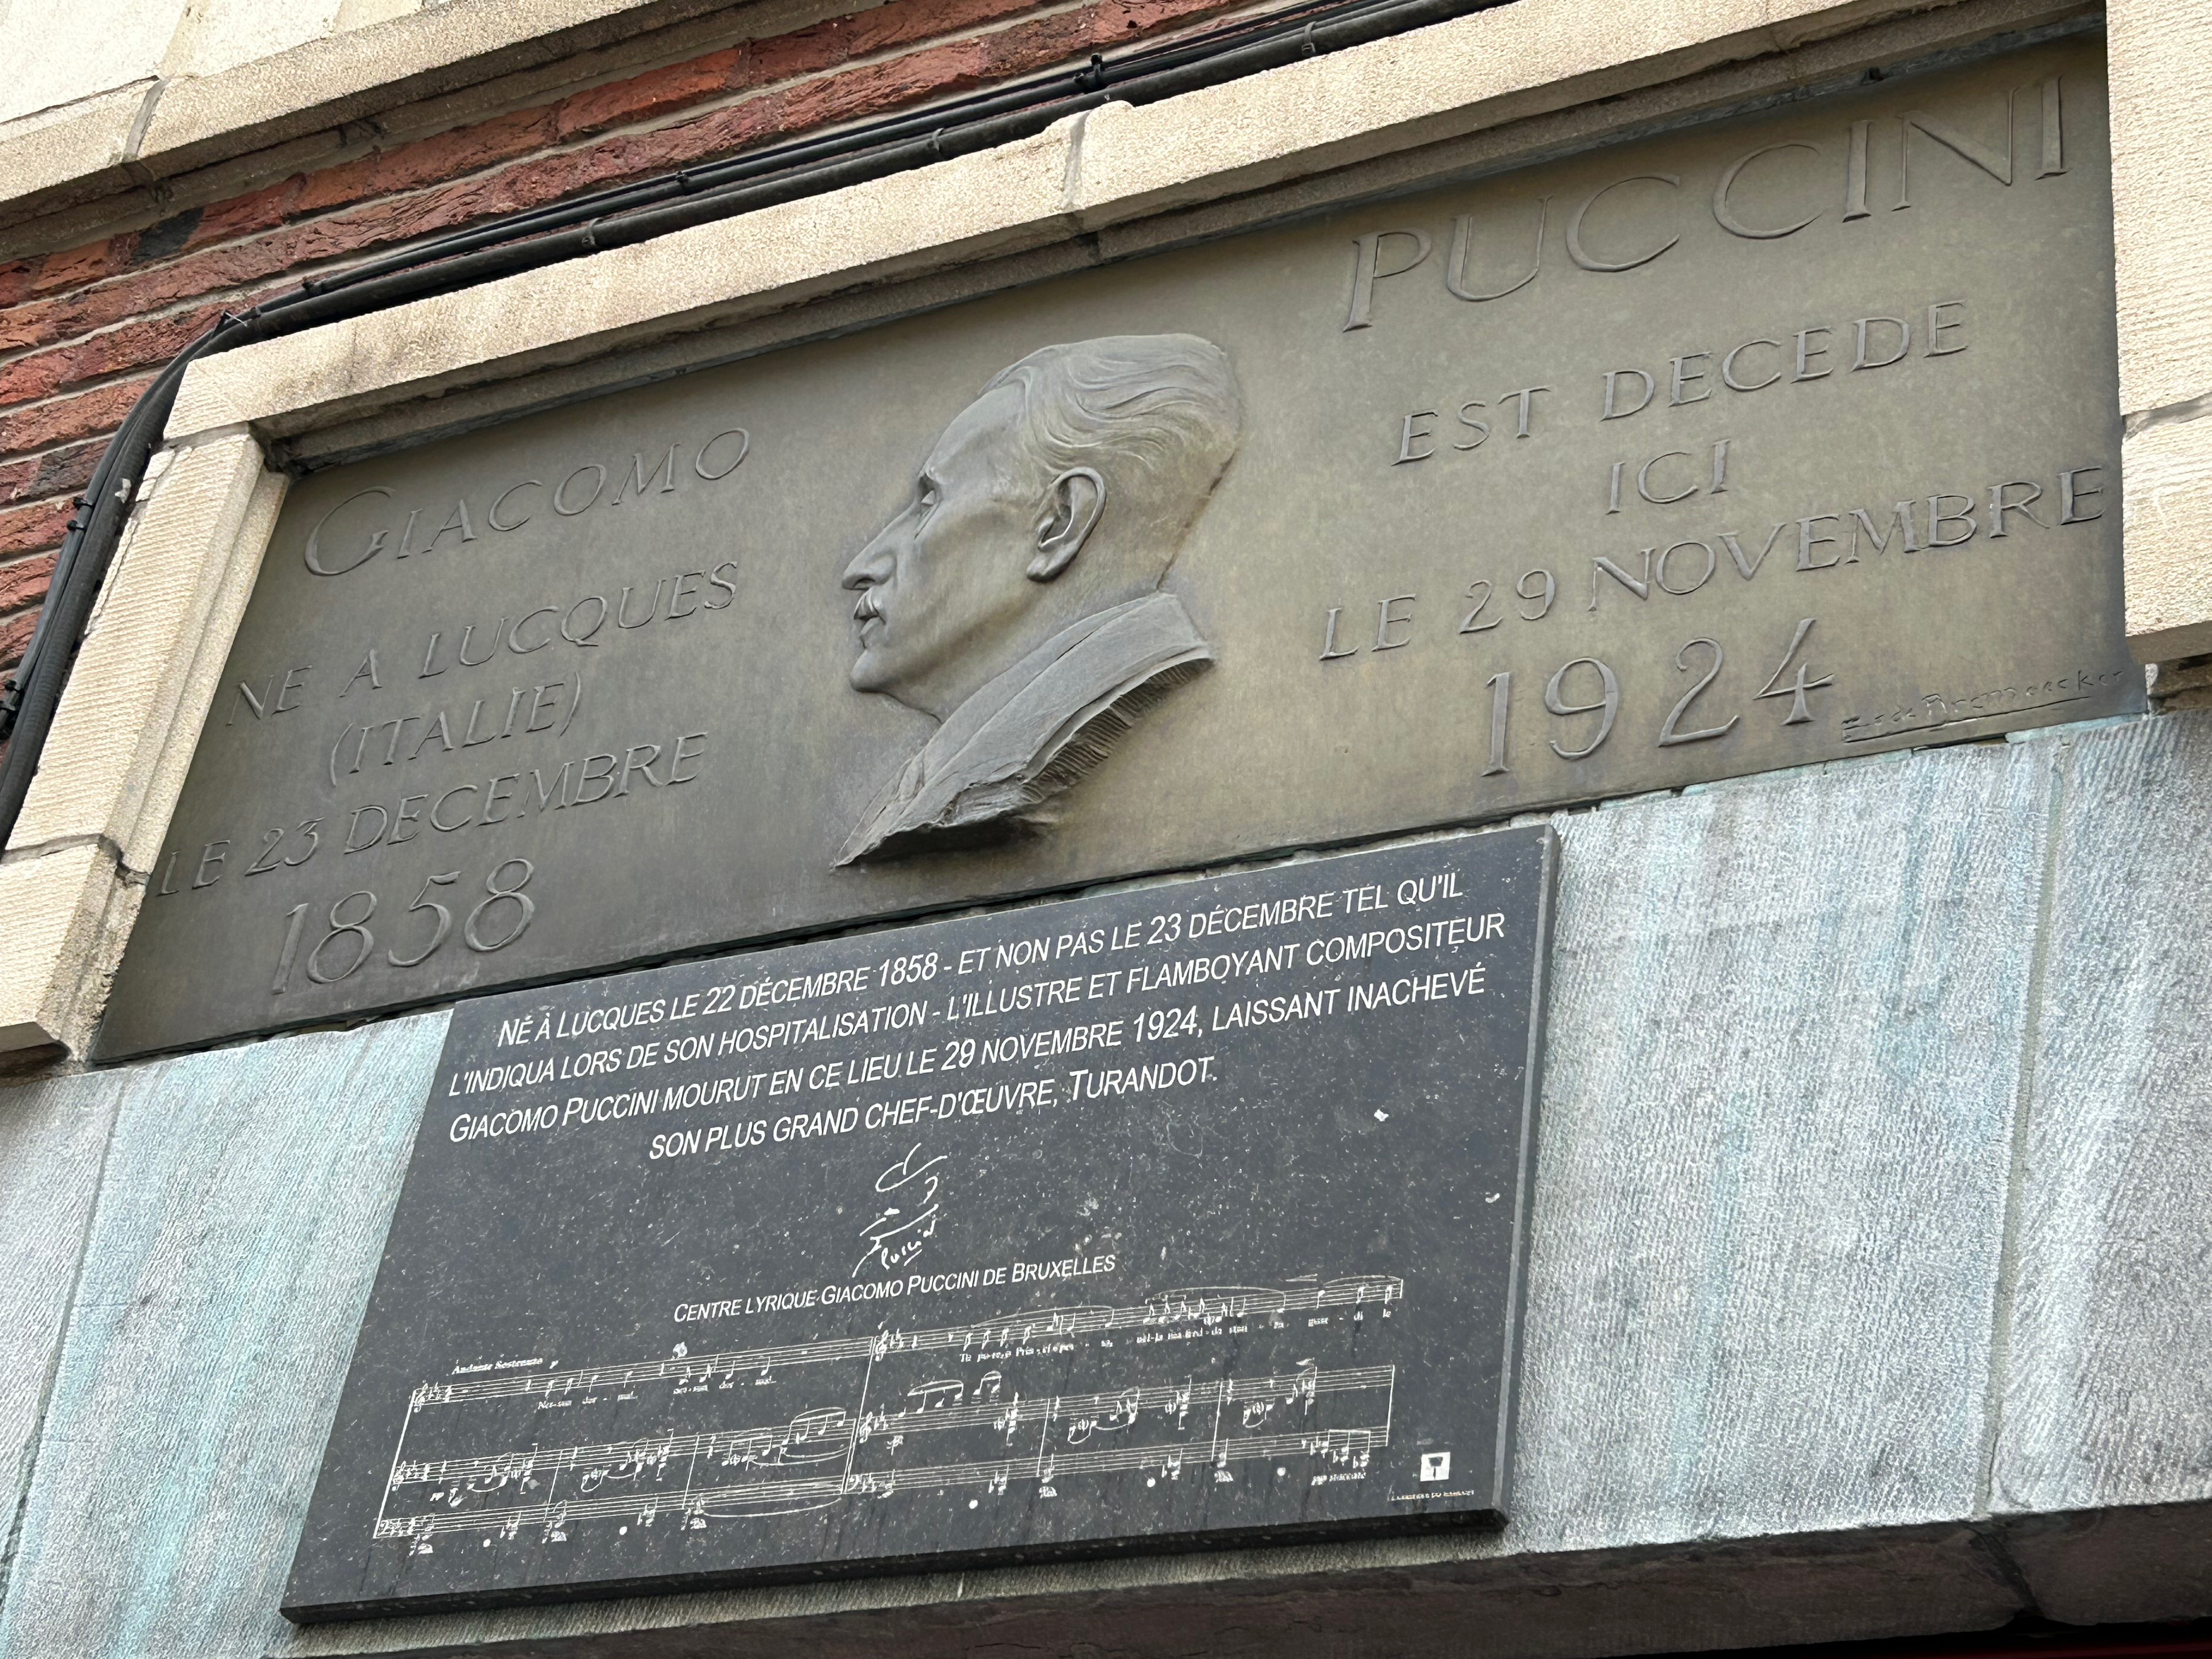 GIACOMO
NE A LUCQUES
(ITALIE)
LE 23 DECEMBRE
1858
PUCCINI
EST DECEDE
ICI
LE 29 NOVEMBRE
1924
NÉ À LUCQUES LE 22 DÉCEMBRE 1858 - ET NON PAS LE 23 DÉCEMBRE TEL QU'IL
L'INDIQUA LORS DE SON HOSPITALISATION - L'ILLUSTRE ET FLAMBOYANT COMPOSITEUR
GIACOMO PUCCINI MOURUT EN CE LIEU LE 29 NOVEMBRE 1924, LAISSANT INACHEVÉ
SON PLUS GRAND CHEF-D'ŒUVRE, TURANDOT.
CENTRE LYRIQUE GIACOMO PUCCINI DE BRUXELLES
Andante Sostenuto